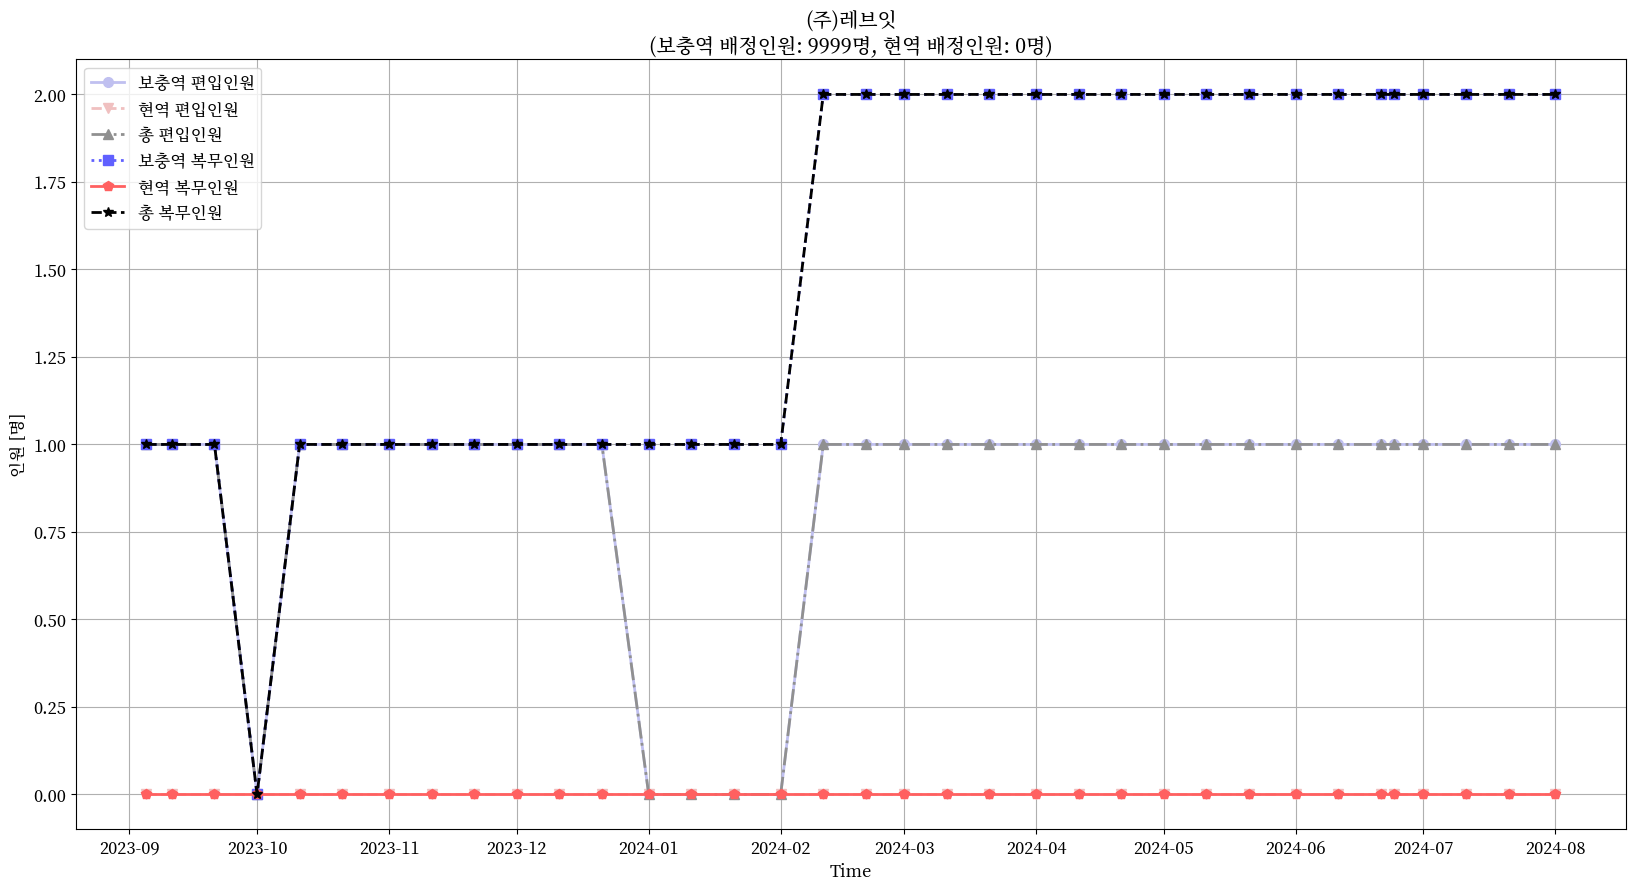 (주)레브잇
(보충역 배정인원: 9999명, 현역 배정인원: 0명)
보충역 편입인원
현역 편입인원
총 편입인원
보충역 복무인원
현역 복무인원
총 복무인원
인원 [명]
2.00
1.75
1.50
1.25
1.00
0.75
0.50
0.25
0.00
2023-09 2023-10 2023-11 2023-12 2024-01 2024-02 2024-03 2024-04 2024-05 2024-06 2024-07 2024-08
Time